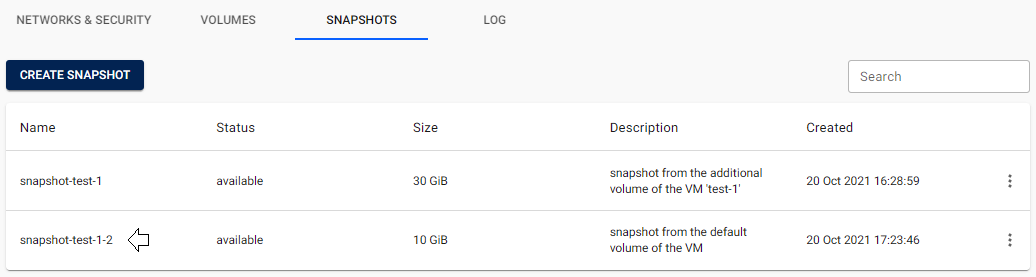 NETWORKS & SECURITY VOLUMES SNAPSHOTS LOG
CREATE SNAPSHOT Search
Name Status Size Description Created
snapshot-test-1 available 30 GiB snapshot from the additional 20 Oct 2021 16:28:59
volume of the VM 'test-1'
snapshot-test-1-2 available 10 GiB snapshot from the default 20 Oct 2021 17:23:46
volume of the VM